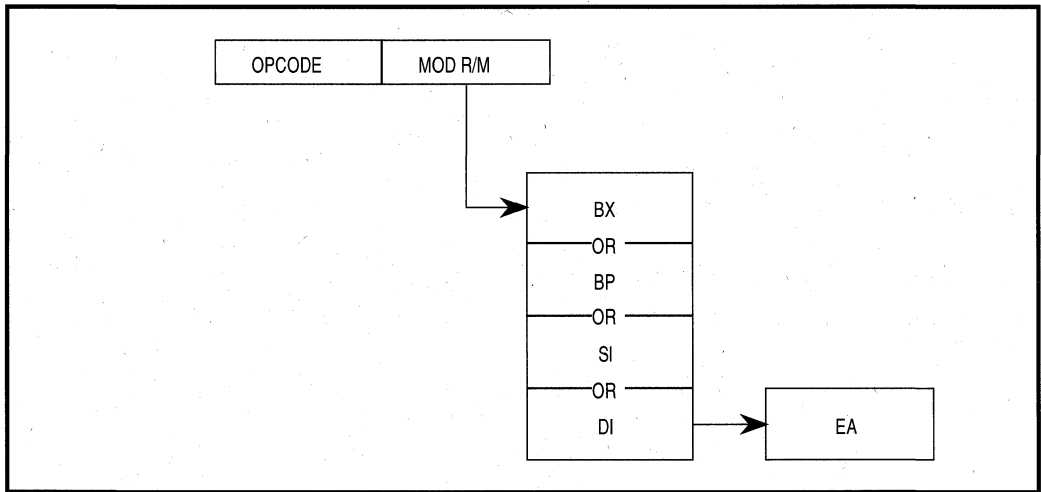 OPCODE MOD R/M
BX
OR
BP
OR
SI
OR
DI
EA